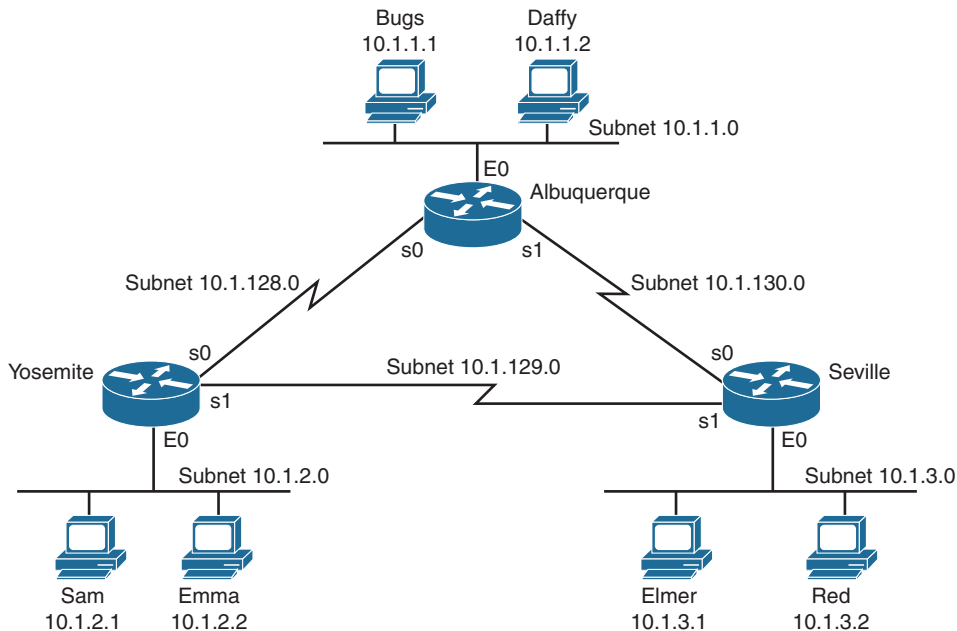 Bugs
10.1.1.1
Daffy
10.1.1.2
Subnet 10.1.1.0
E0
Albuquerque
s0
s1
Subnet 10.1.128.0
Subnet 10.1.130.0
Yosemite
s0
s1
Subnet 10.1.129.0
s0
s1
Seville
E0
E0
Subnet 10.1.2.0
Subnet 10.1.3.0
Sam
10.1.2.1
Emma
10.1.2.2
Elmer
10.1.3.1
Red
10.1.3.2